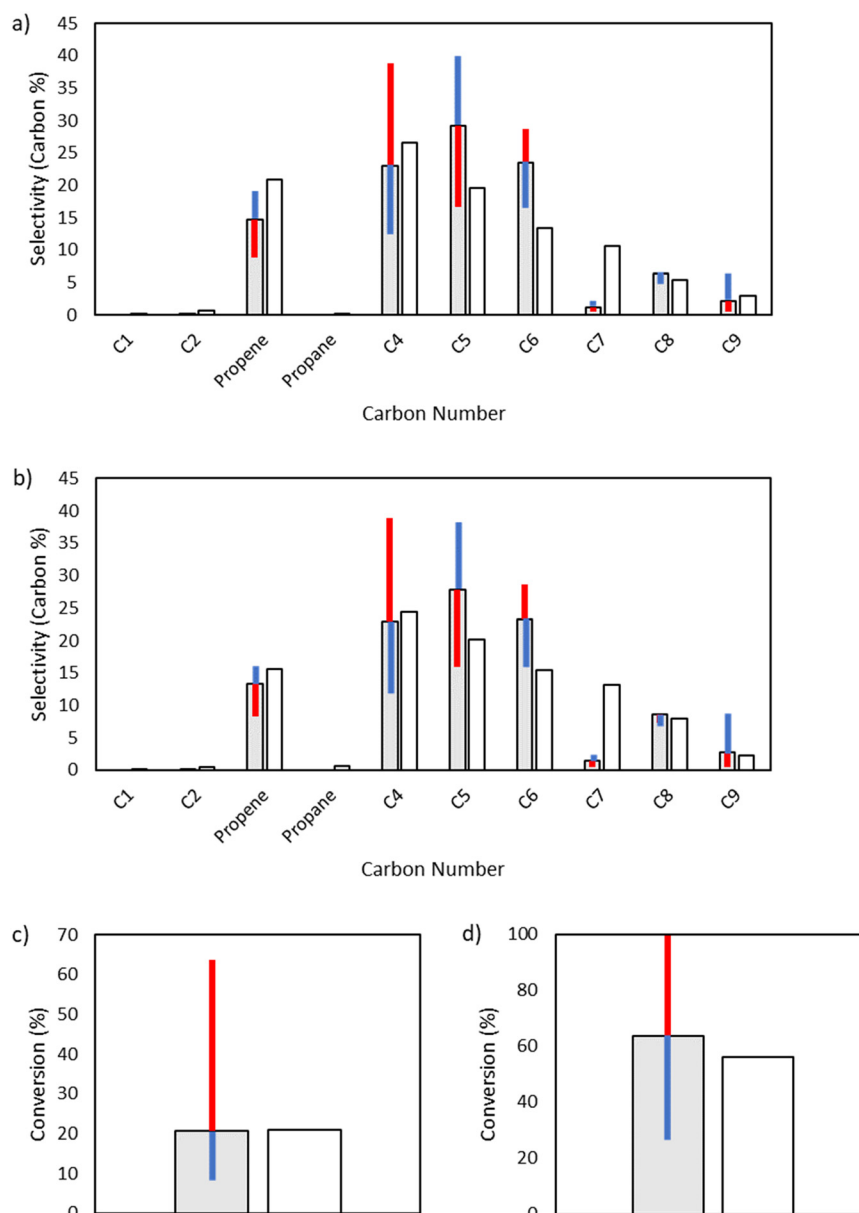 a)
Selectivity (Carbon %)
45
40
35
30
25
20
15
10
5
0
C1
C2
Propene
Propane
C4
C5
C6
C7
C8
C9
Carbon Number
b)
Selectivity (Carbon %)
45
40
35
30
25
20
15
10
5
0
C1
C2
Propene
Propane
C4
C5
C6
C7
C8
C9
Carbon Number
c)
Conversion (%)
70
60
50
40
30
20
10
0
d)
Conversion (%)
100
80
60
40
20
0